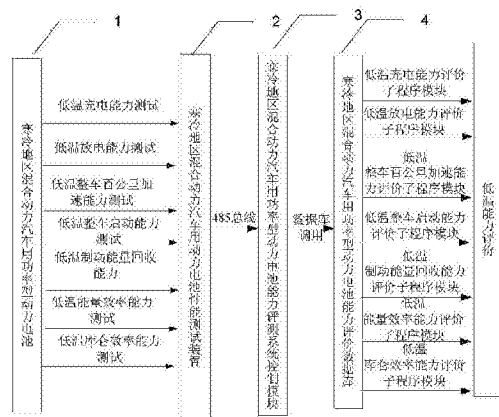 1
2
3
4
寒冷地区混合动力汽车用功率型动力电池
低温充电能力测试
低温放电能力测试
低温整车百公里加
速能力测试
低温整车启动能力
测试
低温制动能量回收
能力
低温能量效率能力
测试
低温库仑效率能力
测试
寒冷地区混合动力汽车用动力电池性能测试装置
485总线
寒冷地区混合动力汽车用功率型动力电池能力评测系统控制模块
数据库
调用
寒冷地区混合动力汽车用功率型动力电池能力评价数据库
低温充电能力评价
子程序模块
低温放电能力评价
子程序模块
低温
整车百公里加速能
力评价子程序模块
低温整车启动能力
评价子程序模块
低温
制动能量回收能力
评价子程序模块
低温
能量效率能力评价
子程序模块
低温
库仑效率能力评价
子程序模块
低温能力评价